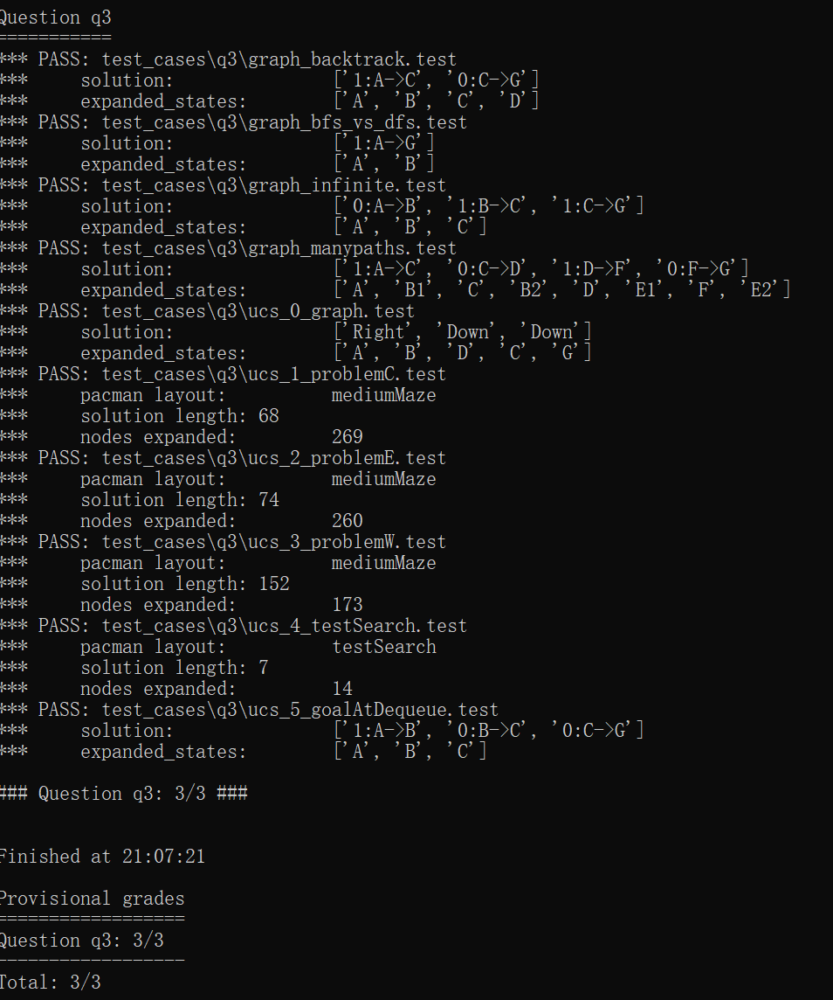 Question q3
===========
*** PASS: test_cases\q3\graph_backtrack.test
***     solution:               ['1:A->C', '0:C->G']
***     expanded_states:        ['A', 'B', 'C', 'D']
*** PASS: test_cases\q3\graph_bfs_vs_dfs.test
***     solution:               ['1:A->G']
***     expanded_states:        ['A', 'B']
*** PASS: test_cases\q3\graph_infinite.test
***     solution:               ['0:A->B', '1:B->C', '1:C->G']
***     expanded_states:        ['A', 'B', 'C']
*** PASS: test_cases\q3\graph_manypaths.test
***     solution:               ['1:A->C', '0:C->D', '1:D->F', '0:F->G']
***     expanded_states:        ['A', 'B1', 'C', 'B2', 'D', 'E1', 'F', 'E2']
*** PASS: test_cases\q3\ucs_0_graph.test
***     solution:               ['Right', 'Down', 'Down']
***     expanded_states:        ['A', 'B', 'D', 'C', 'G']
*** PASS: test_cases\q3\ucs_1_problemC.test
***     pacman layout:          mediumMaze
***     solution length: 68
***     nodes expanded:         269
*** PASS: test_cases\q3\ucs_2_problemE.test
***     pacman layout:          mediumMaze
***     solution length: 74
***     nodes expanded:         260
*** PASS: test_cases\q3\ucs_3_problemW.test
***     pacman layout:          mediumMaze
***     solution length: 152
***     nodes expanded:         173
*** PASS: test_cases\q3\ucs_4_testSearch.test
***     pacman layout:          testSearch
***     solution length: 7
***     nodes expanded:         14
*** PASS: test_cases\q3\ucs_5_goalAtDequeue.test
***     solution:               ['1:A->B', '0:B->C', '0:C->G']
***     expanded_states:        ['A', 'B', 'C']
### Question q3: 3/3 ###
Finished at 21:07:21
Provisional grades
==================
Question q3: 3/3
------------------
Total: 3/3